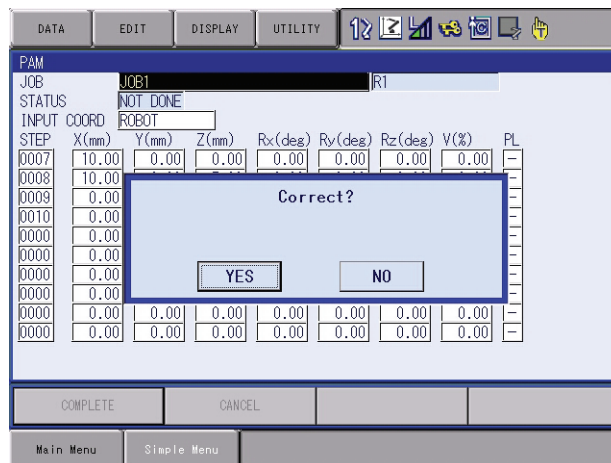 DATA EDIT DISPLAY UTILITY
PAM
JOB JOB1 R1
STATUS NOT DONE
INPUT COORD ROBOT
STEP X(mm) Y(mm) Z(mm) Rx(deg) Ry(deg) Rz(deg) V(%) PL
0007 10.00 0.00 0.00 0.00 0.00 0.00 0.00 -
0008 10.00 -
0009 0.00 -
0010 0.00 -
0000 0.00 -
0000 0.00 -
0000 0.00 -
0000 0.00 -
0000 0.00 0.00 0.00 0.00 0.00 0.00 0.00 -
0000 0.00 0.00 0.00 0.00 0.00 0.00 0.00 -
Correct?
YES NO
COMPLETE CANCEL
Main Menu Simple Menu